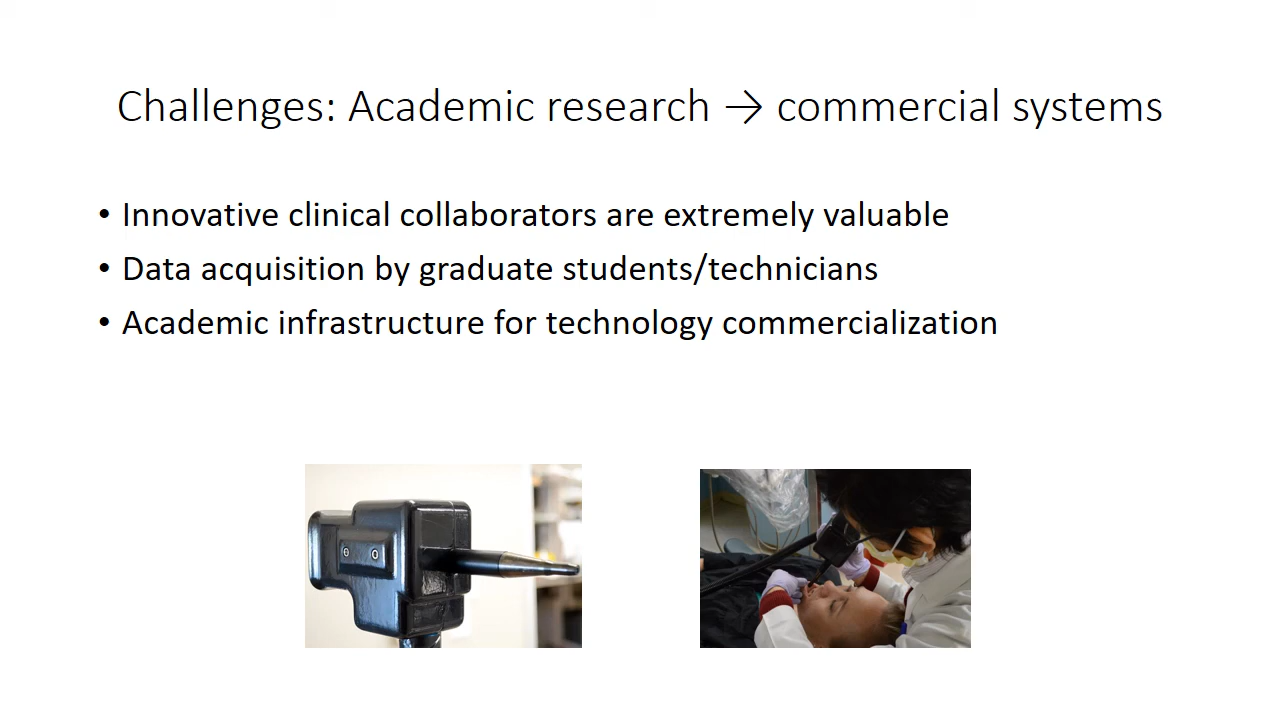 Challenges: Academic research → commercial systems
• Innovative clinical collaborators are extremely valuable
• Data acquisition by graduate students/technicians
• Academic infrastructure for technology commercialization